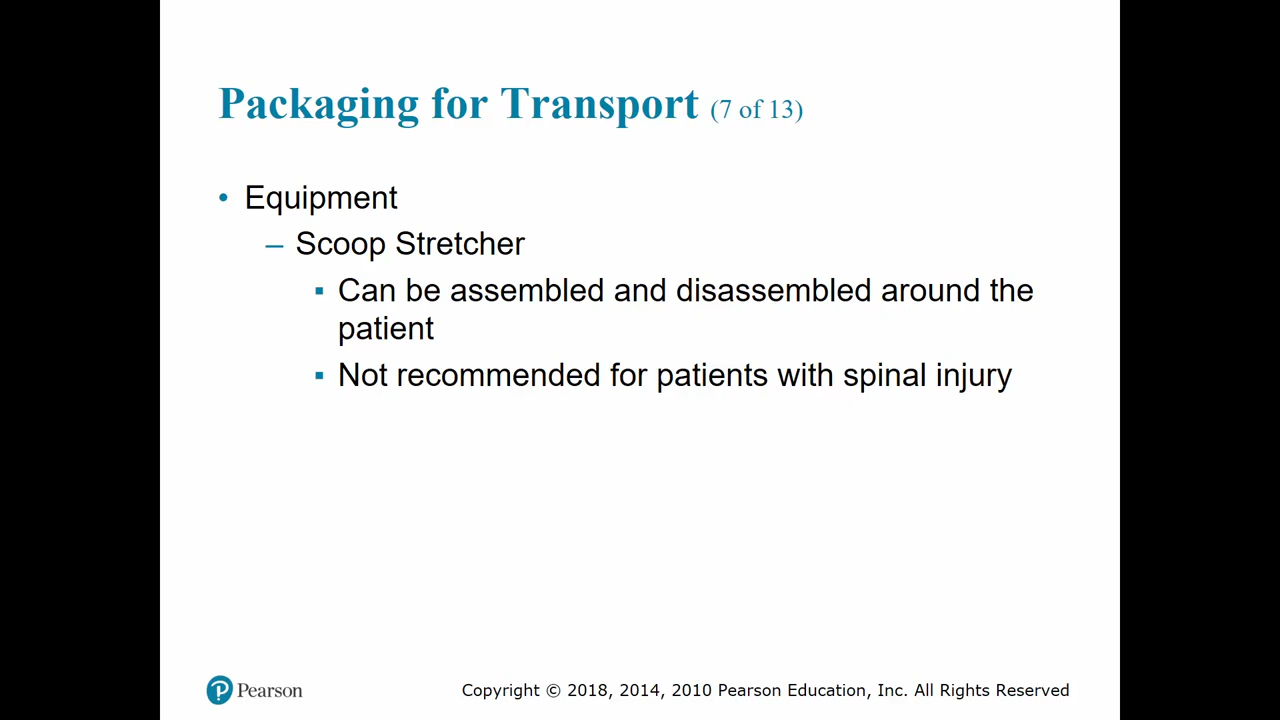 Packaging for Transport (7 of 13)
• Equipment
– Scoop Stretcher
▪ Can be assembled and disassembled around the
patient
▪ Not recommended for patients with spinal injury
Pearson
Copyright © 2018, 2014, 2010 Pearson Education, Inc. All Rights Reserved